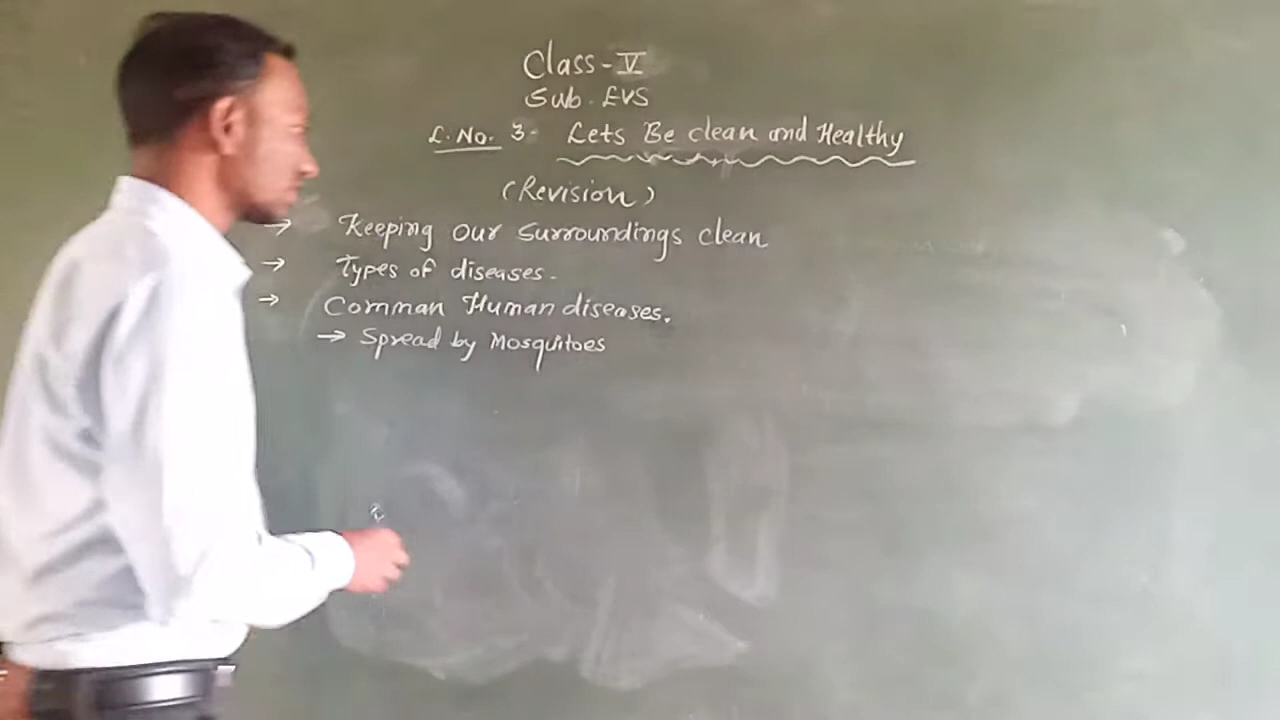 Class - V
Sub. EVS
L. No. 3- Lets Be clean and Healthy
(Revision)
→ Keeping our surroundings clean
→ Types of diseases.
→ Comman Human diseases.
→ Spread by Mosquitoes